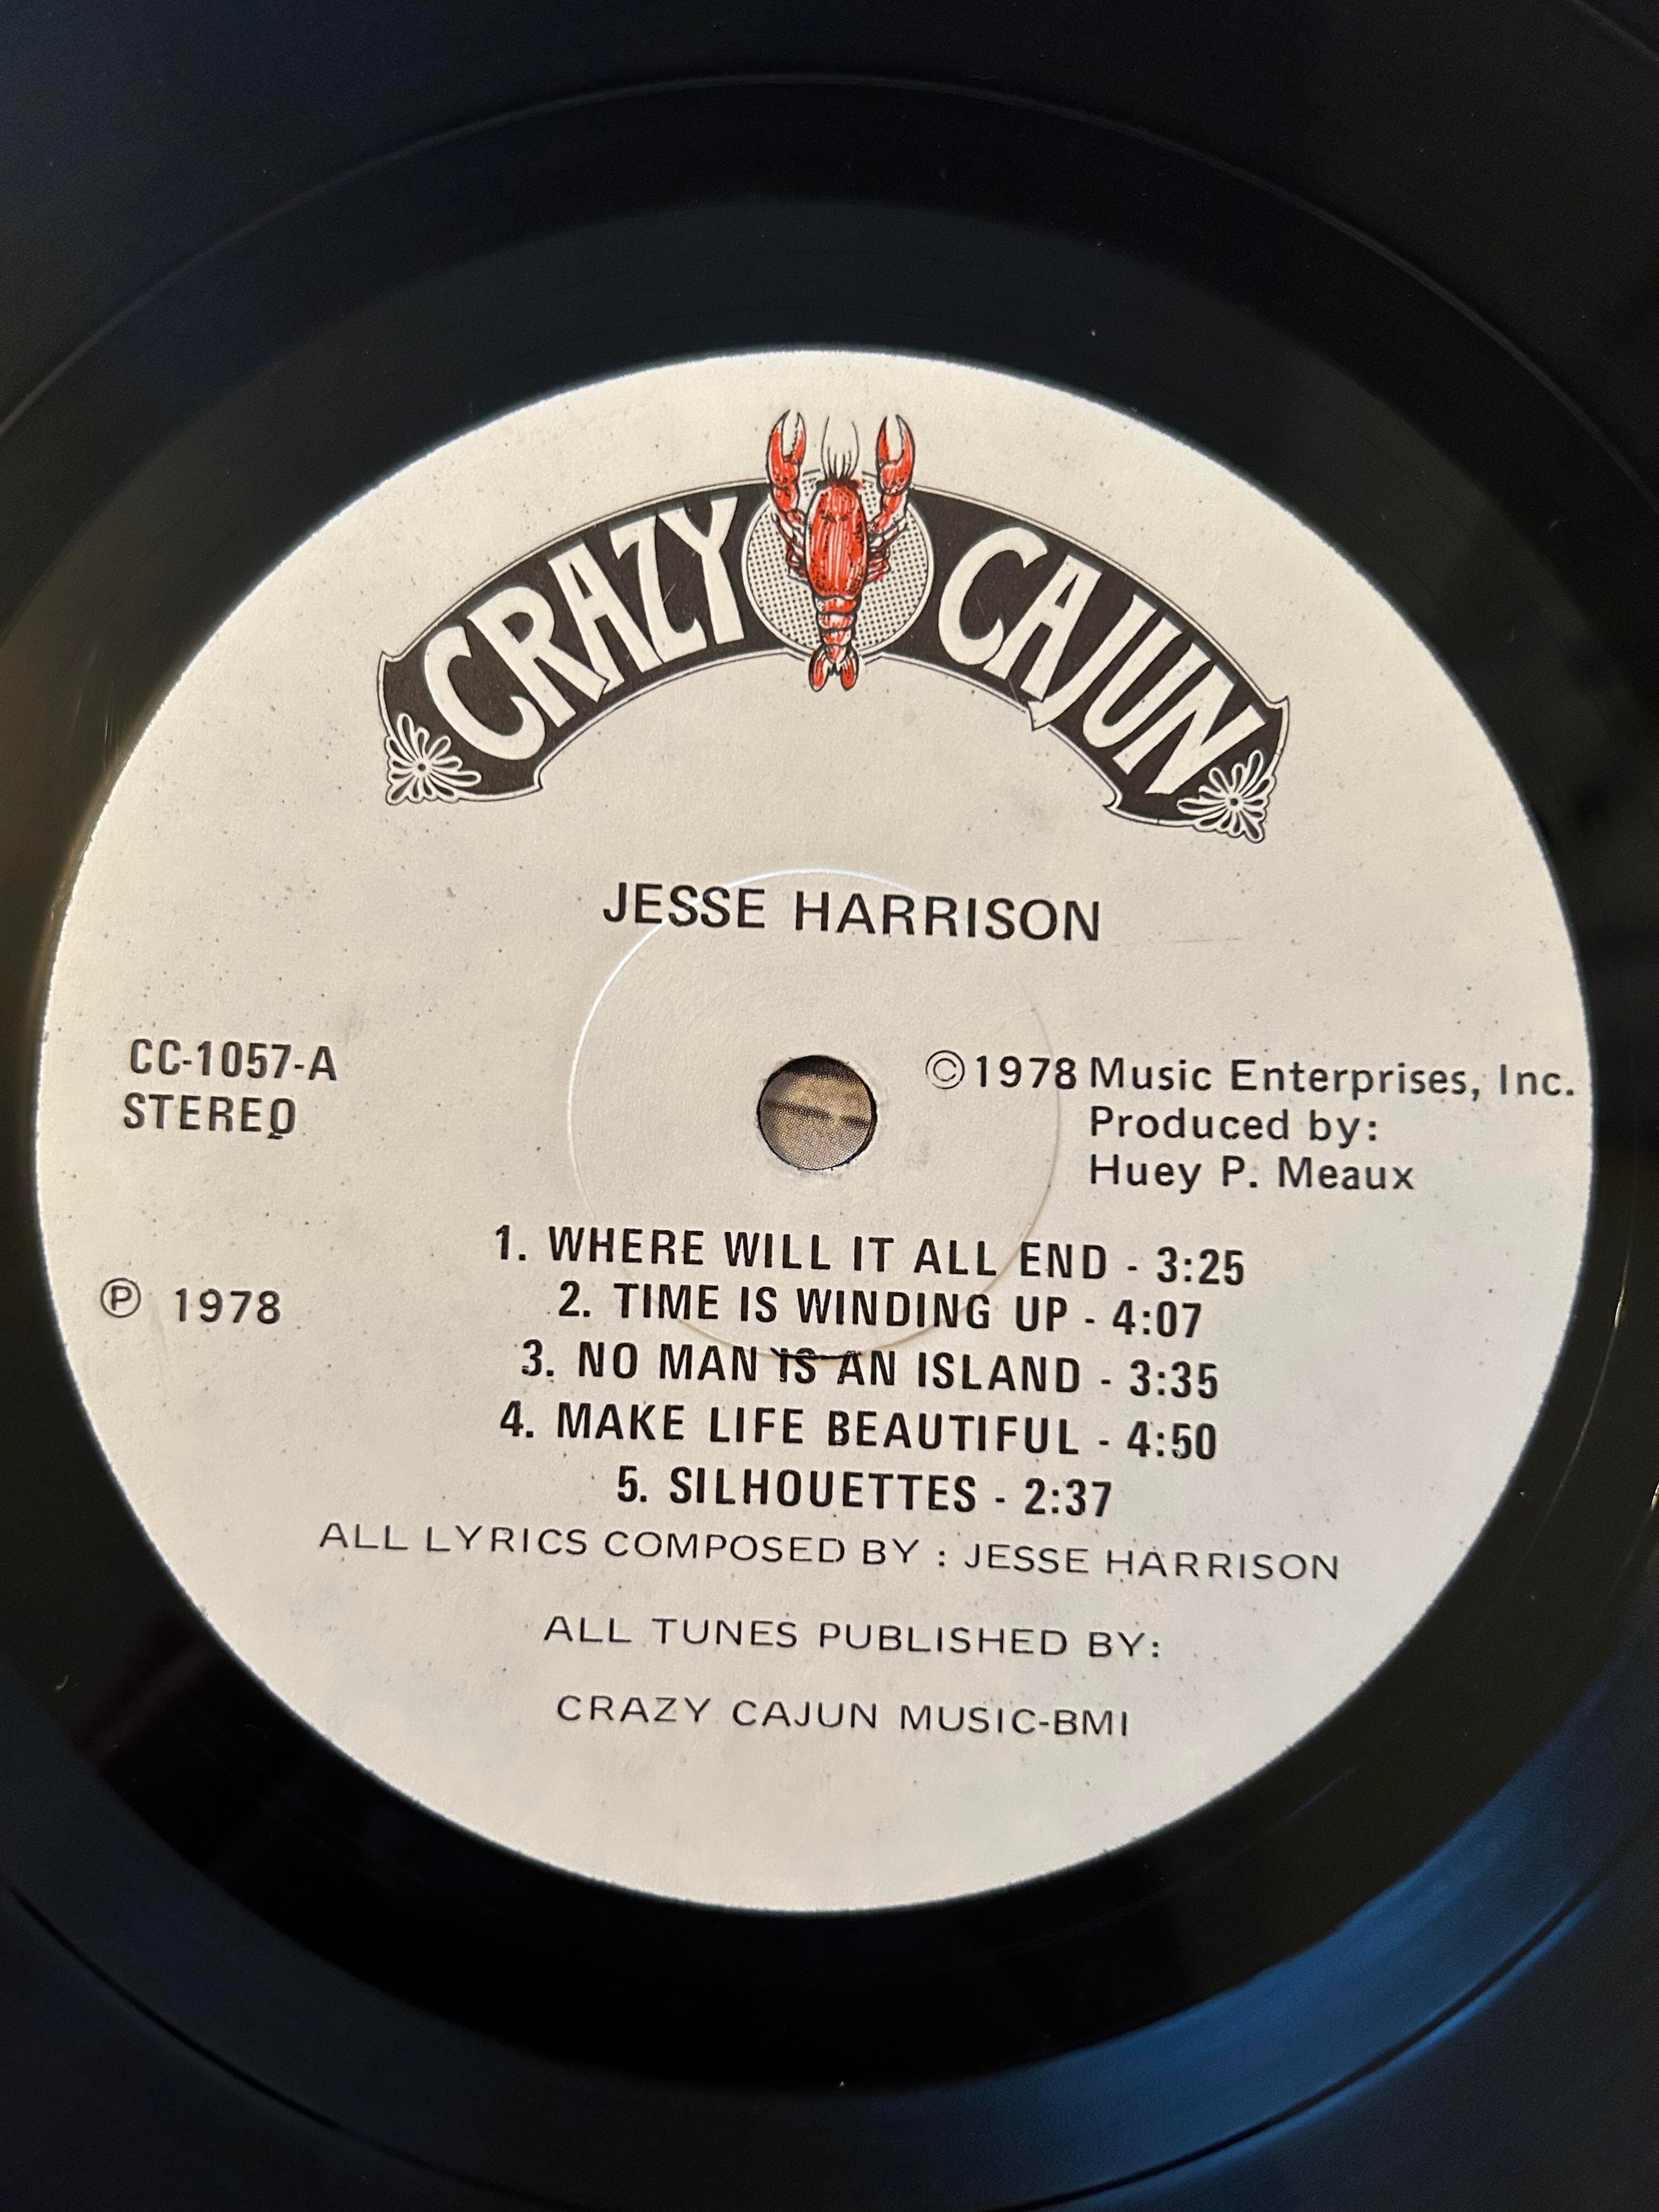 CRAZY CAJUN
JESSE HARRISON
CC-1057-A
STEREO
©1978 Music Enterprises, Inc.
Produced by:
Huey P. Meaux
℗ 1978
1. WHERE WILL IT ALL END - 3:25
2. TIME IS WINDING UP - 4:07
3. NO MAN IS AN ISLAND - 3:35
4. MAKE LIFE BEAUTIFUL - 4:50
5. SILHOUETTES - 2:37
ALL LYRICS COMPOSED BY : JESSE HARRISON
ALL TUNES PUBLISHED BY:
CRAZY CAJUN MUSIC-BMI